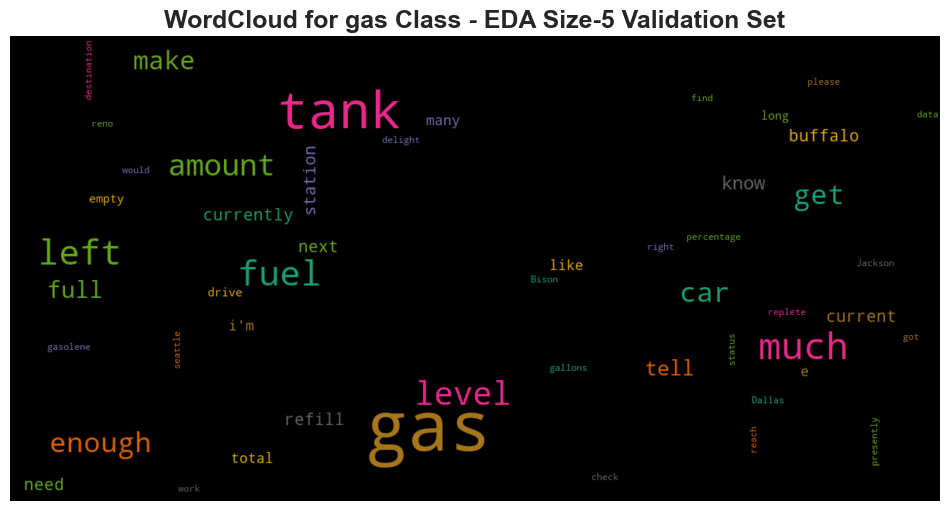 WordCloud for gas Class - EDA Size-5 Validation Set
destination
make
please
find
tank
many
long
data
reno
delight
buffalo
station
amount
would
know
get
empty
currently
left
next
percentage
right
fuel
like
Jackson
Bison
full
drive
car
replete
current
i'm
gasolene
seattle
status
much
got
gallons
tell
e
level
Dallas
refill
gas
enough
reach
presently
total
check
need
work